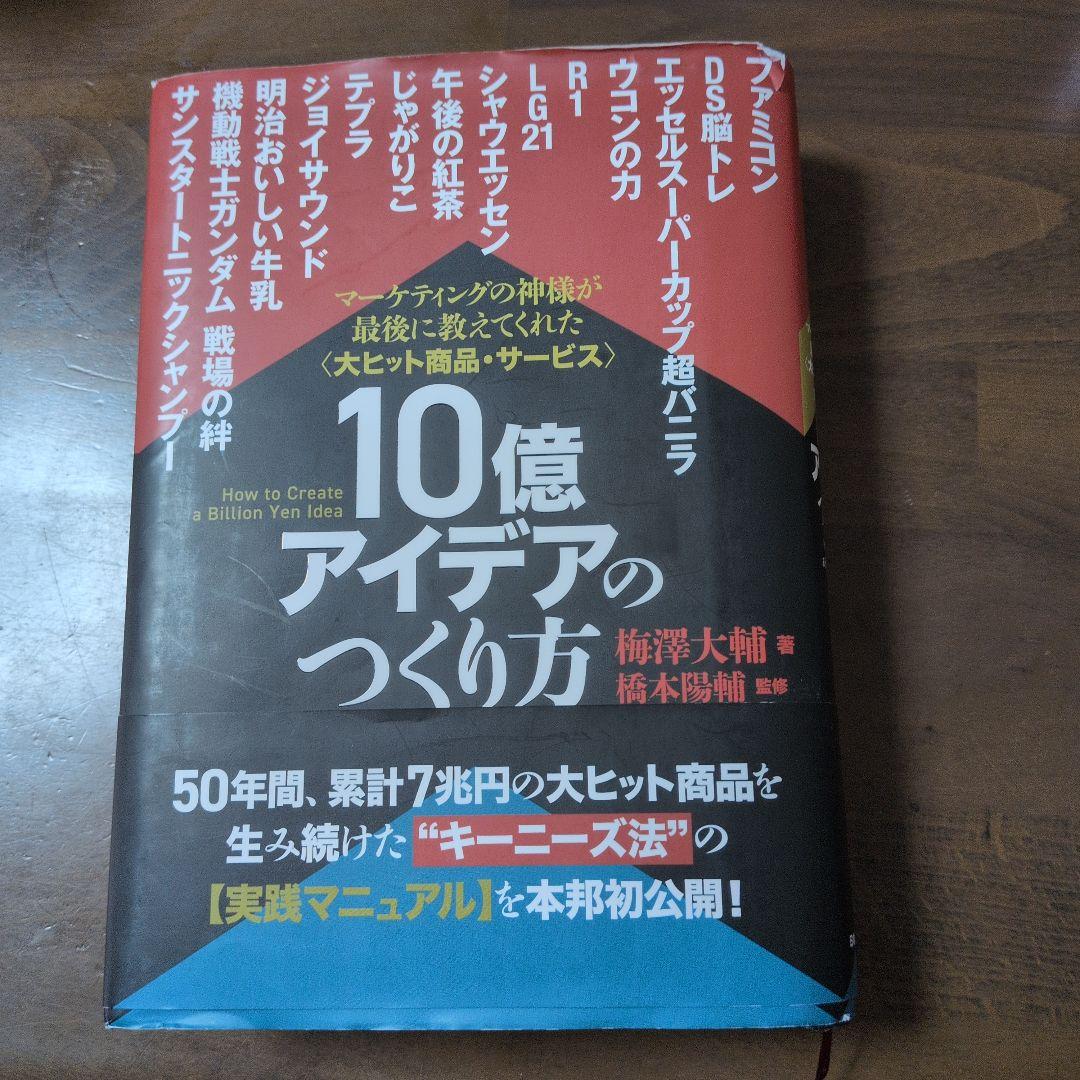 ファミコン
DS脳トレ
エッセルスーパーカップ超バニラ
ウコンの力
R1
LG21
シャウエッセン
午後の紅茶
じゃがりこ
テプラ
ジョイサウンド
明治おいしい牛乳
機動戦士ガンダム 戦場の絆
サンスタートニックシャンプー
マーケティングの神様が
最後に教えてくれた
〈大ヒット商品・サービス〉
10億
How to Create
a Billion Yen Idea
アイデアの
つくり方
梅澤大輔 著
橋本陽輔 監修
50年間、累計7兆円の大ヒット商品を
生み続けた“キーニーズ法”の
【実践マニュアル】を本邦初公開!